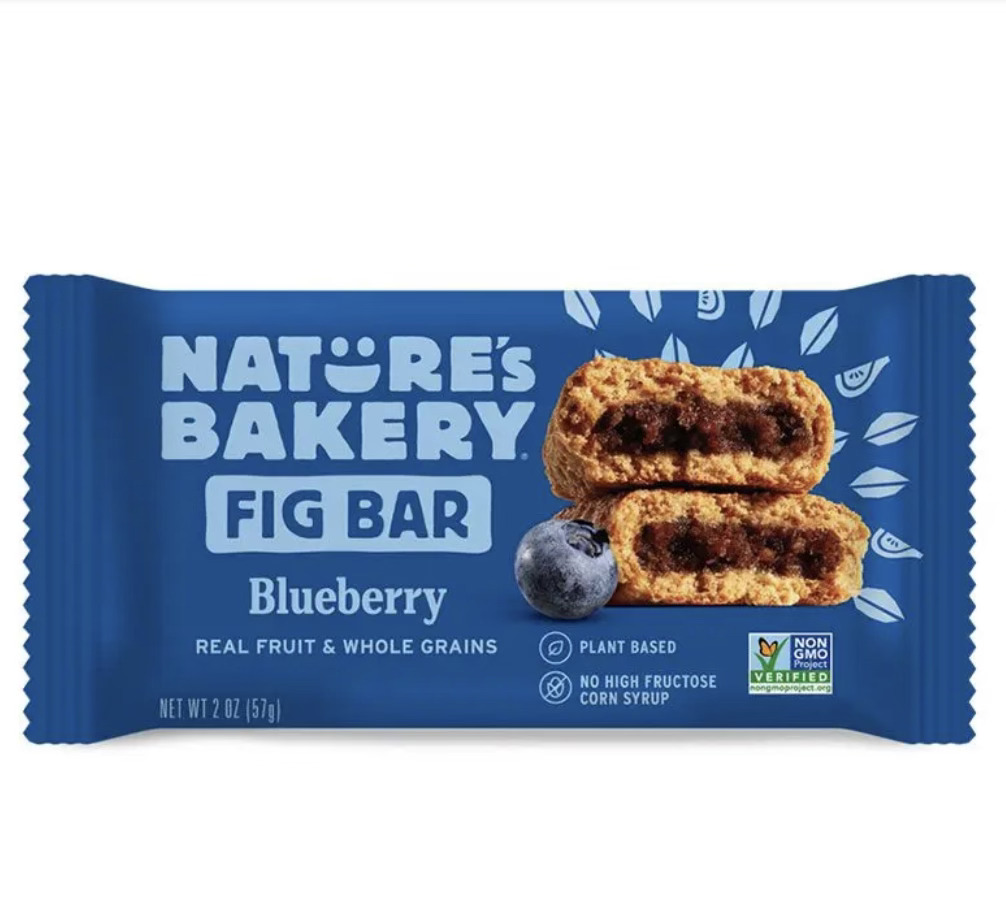 NATÜRE's
BAKERY.
FIG BAR
Blueberry
REAL FRUIT & WHOLE GRAINS
NET WT 2 OZ (57g)
PLANT BASED
NO HIGH FRUCTOSE
CORN SYRUP
NON
GMO
Project
VERIFIED
nongmoproject.org